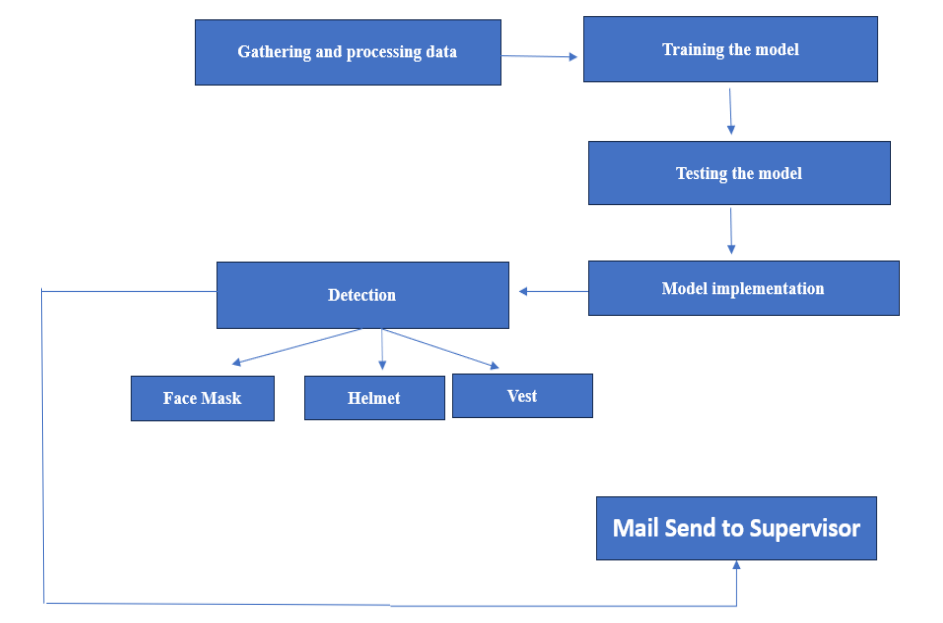 Gathering and processing data
Training the model
Testing the model
Model implementation
Detection
Face Mask
Helmet
Vest
Mail Send to Supervisor